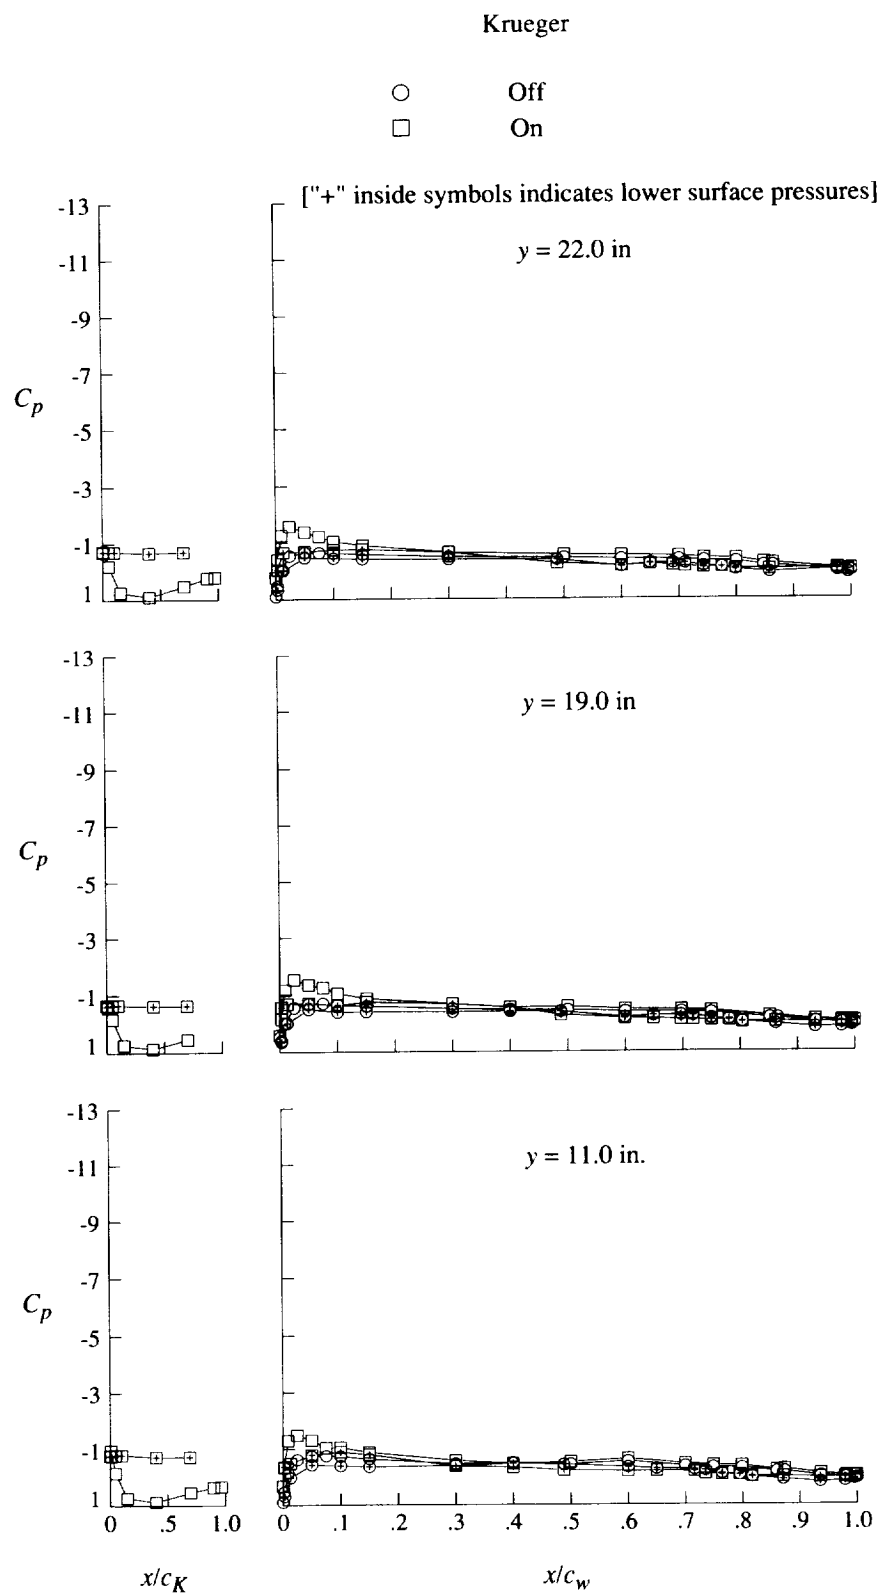 Krueger
Off
On
["+" inside symbols indicates lower surface pressures]
y = 22.0 in
-13
-11
-9
-7
C_p
-5
-3
-1
1
y = 19.0 in
-13
-11
-9
-7
C_p
-5
-3
-1
1
y = 11.0 in.
-13
-11
-9
-7
C_p
-5
-3
-1
1
0 .5 1.0 0 .1 .2 .3 .4 .5 .6 .7 .8 .9 1.0
x/c_K x/c_w